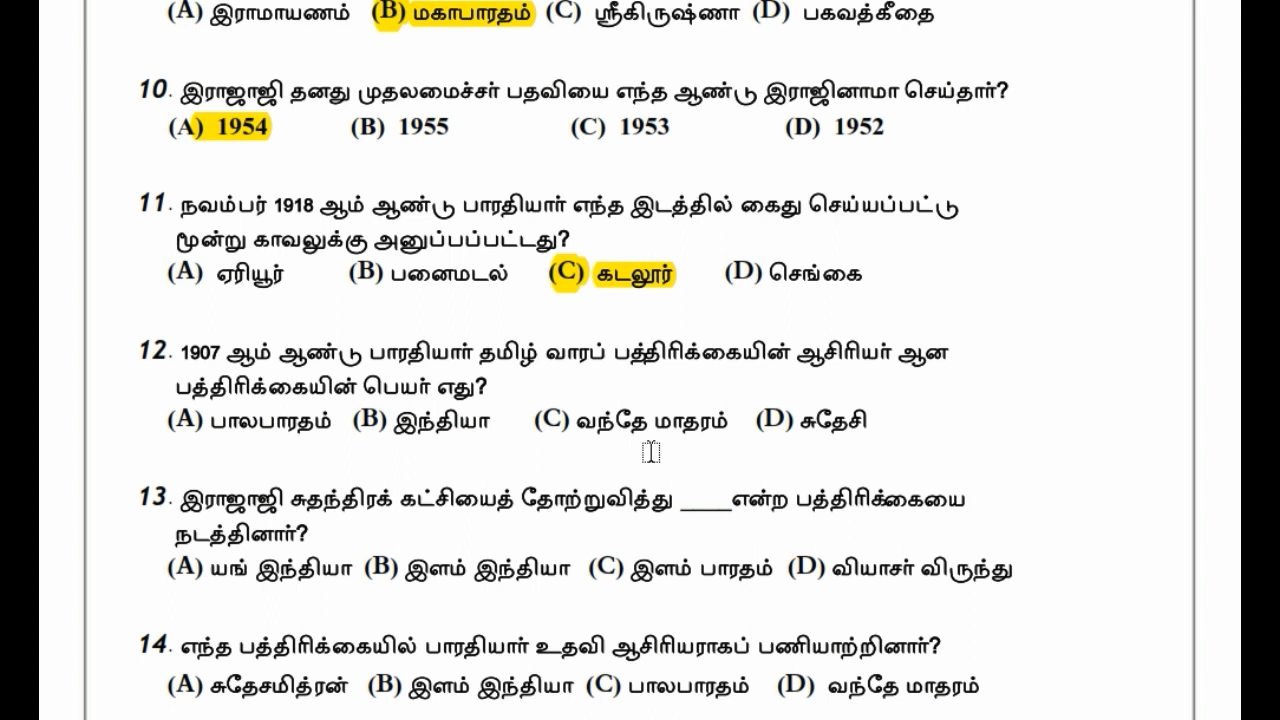 (A) இராமாயணம் (B) மகாபாரதம் (C) ஸ்ரீகிருஷ்ணா (D) பகவத்கீதை
10. இராஜாஜி தனது முதலமைச்சர் பதவியை எந்த ஆண்டு இராஜினாமா செய்தார்?
(A) 1954 (B) 1955 (C) 1953 (D) 1952
11. நவம்பர் 1918 ஆம் ஆண்டு பாரதியார் எந்த இடத்தில் கைது செய்யப்பட்டு
மூன்று காவலுக்கு அனுப்பப்பட்டது?
(A) ஏரியூர் (B) பனைமடல் (C) கடலூர் (D) செங்கை
12. 1907 ஆம் ஆண்டு பாரதியார் தமிழ் வாரப் பத்திரிக்கையின் ஆசிரியர் ஆன
பத்திரிக்கையின் பெயர் எது?
(A) பாலபாரதம் (B) இந்தியா (C) வந்தே மாதரம் (D) சுதேசி
13. இராஜாஜி சுதந்திரக் கட்சியைத் தோற்றுவித்து ____என்ற பத்திரிக்கையை
நடத்தினார்?
(A) யங் இந்தியா (B) இளம் இந்தியா (C) இளம் பாரதம் (D) வியாசர் விருந்து
14. எந்த பத்திரிக்கையில் பாரதியார் உதவி ஆசிரியராகப் பணியாற்றினார்?
(A) சுதேசமித்ரன் (B) இளம் இந்தியா (C) பாலபாரதம் (D) வந்தே மாதரம்